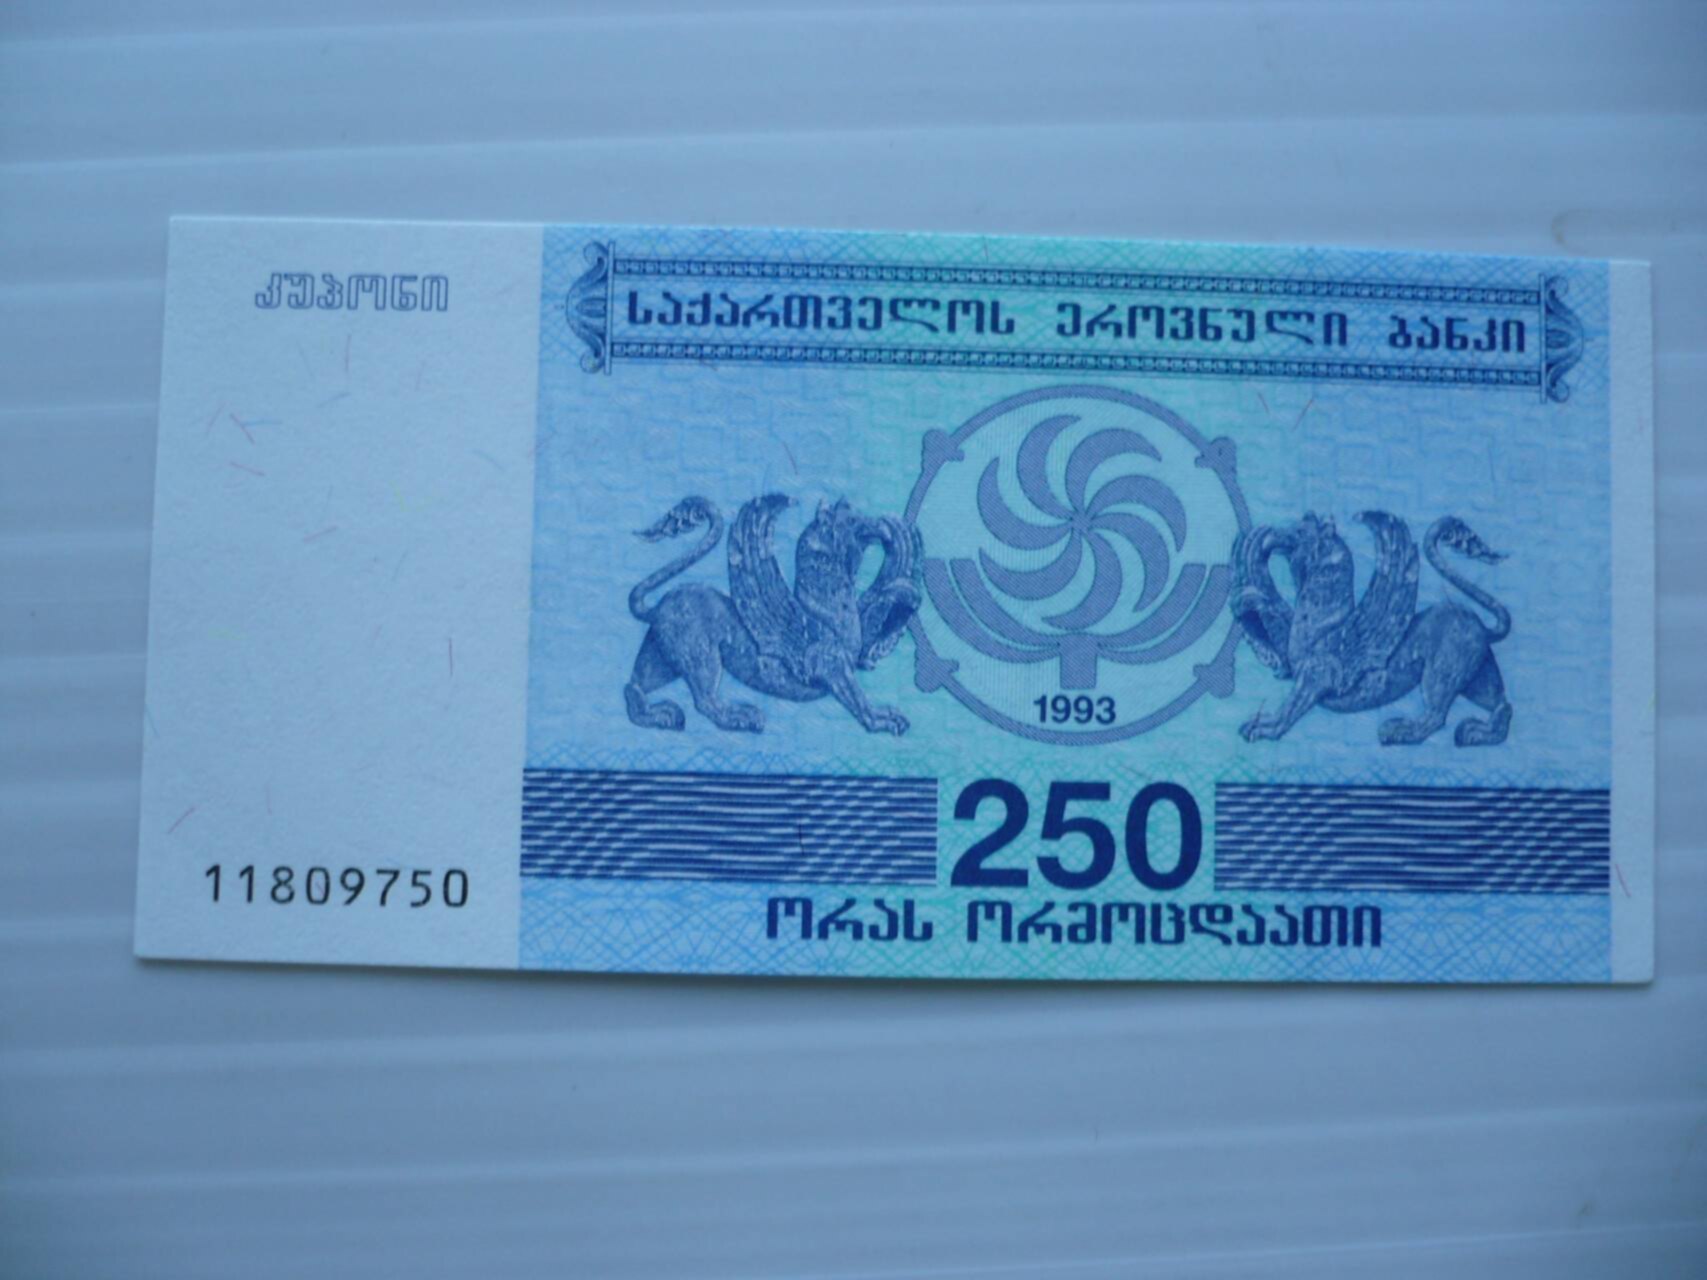 კუპონი
საქართველოს ეროვნული ბანკი
1993
250
11809750
ორას ორმოცდაათი